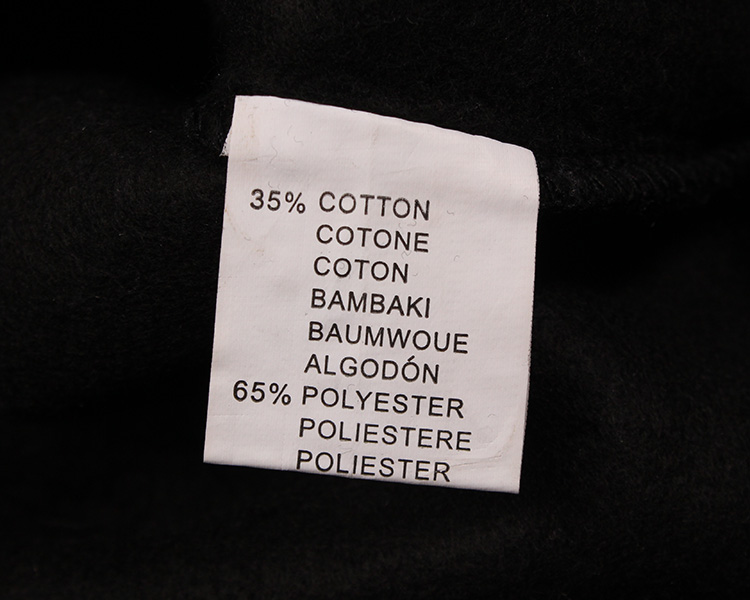 35% COTTON
COTONE
COTON
BAMBAKI
BAUMWOUE
ALGODÓN
65% POLYESTER
POLIESTERE
POLIESTER